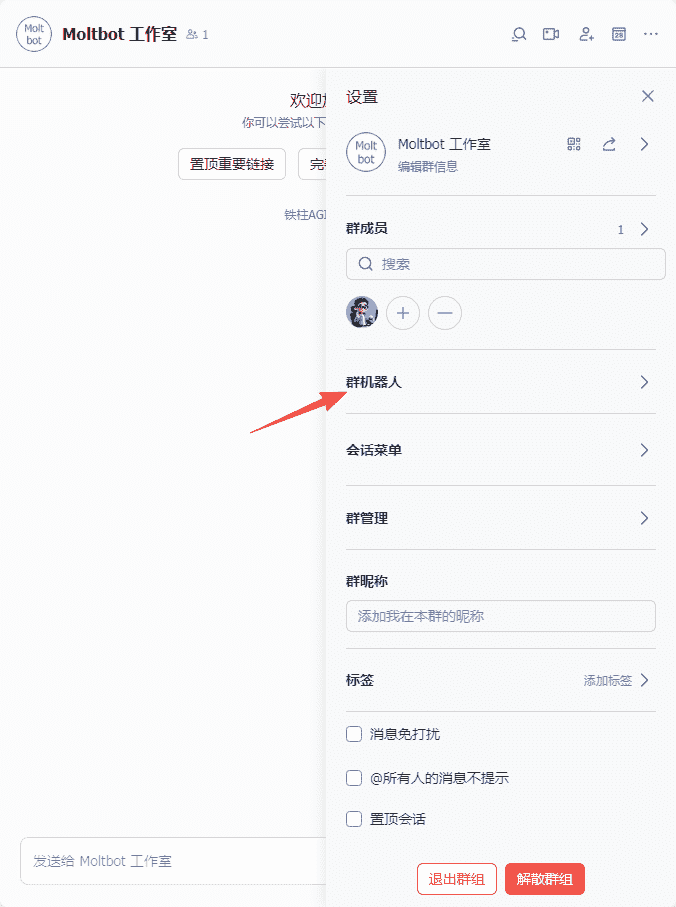 Molt
bot
Moltbot 工作室
1
28
欢迎加
你可以尝试以下
置顶重要链接
铁柱AGI
设置
Molt
bot
Moltbot 工作室
编辑群信息
群成员
1
搜索
群机器人
会话菜单
群管理
群昵称
添加我在本群的昵称
标签
添加标签
消息免打扰
@所有人的消息不提示
置顶会话
发送给 Moltbot 工作室
退出群组
解散群组